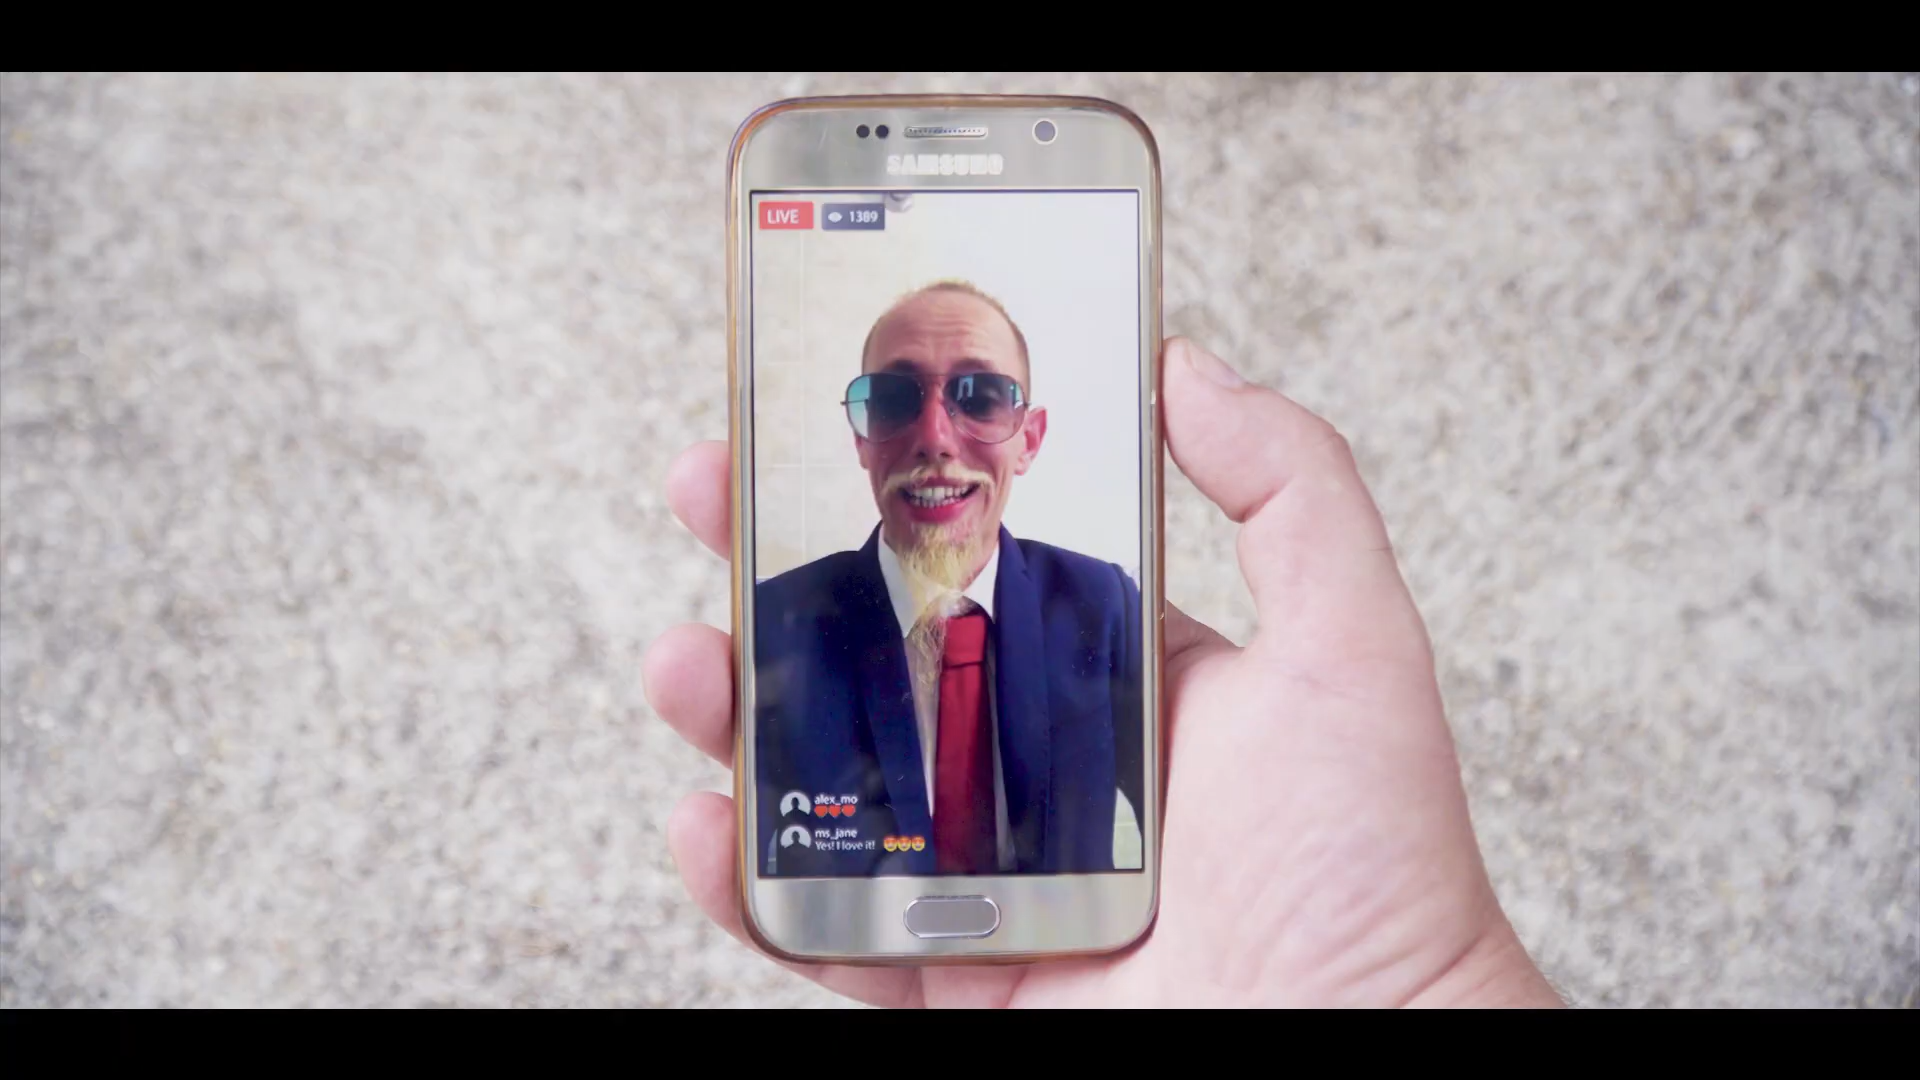 SAMSUNG
LIVE
1389
alex_mo
ms_jane
Yes! I love it!